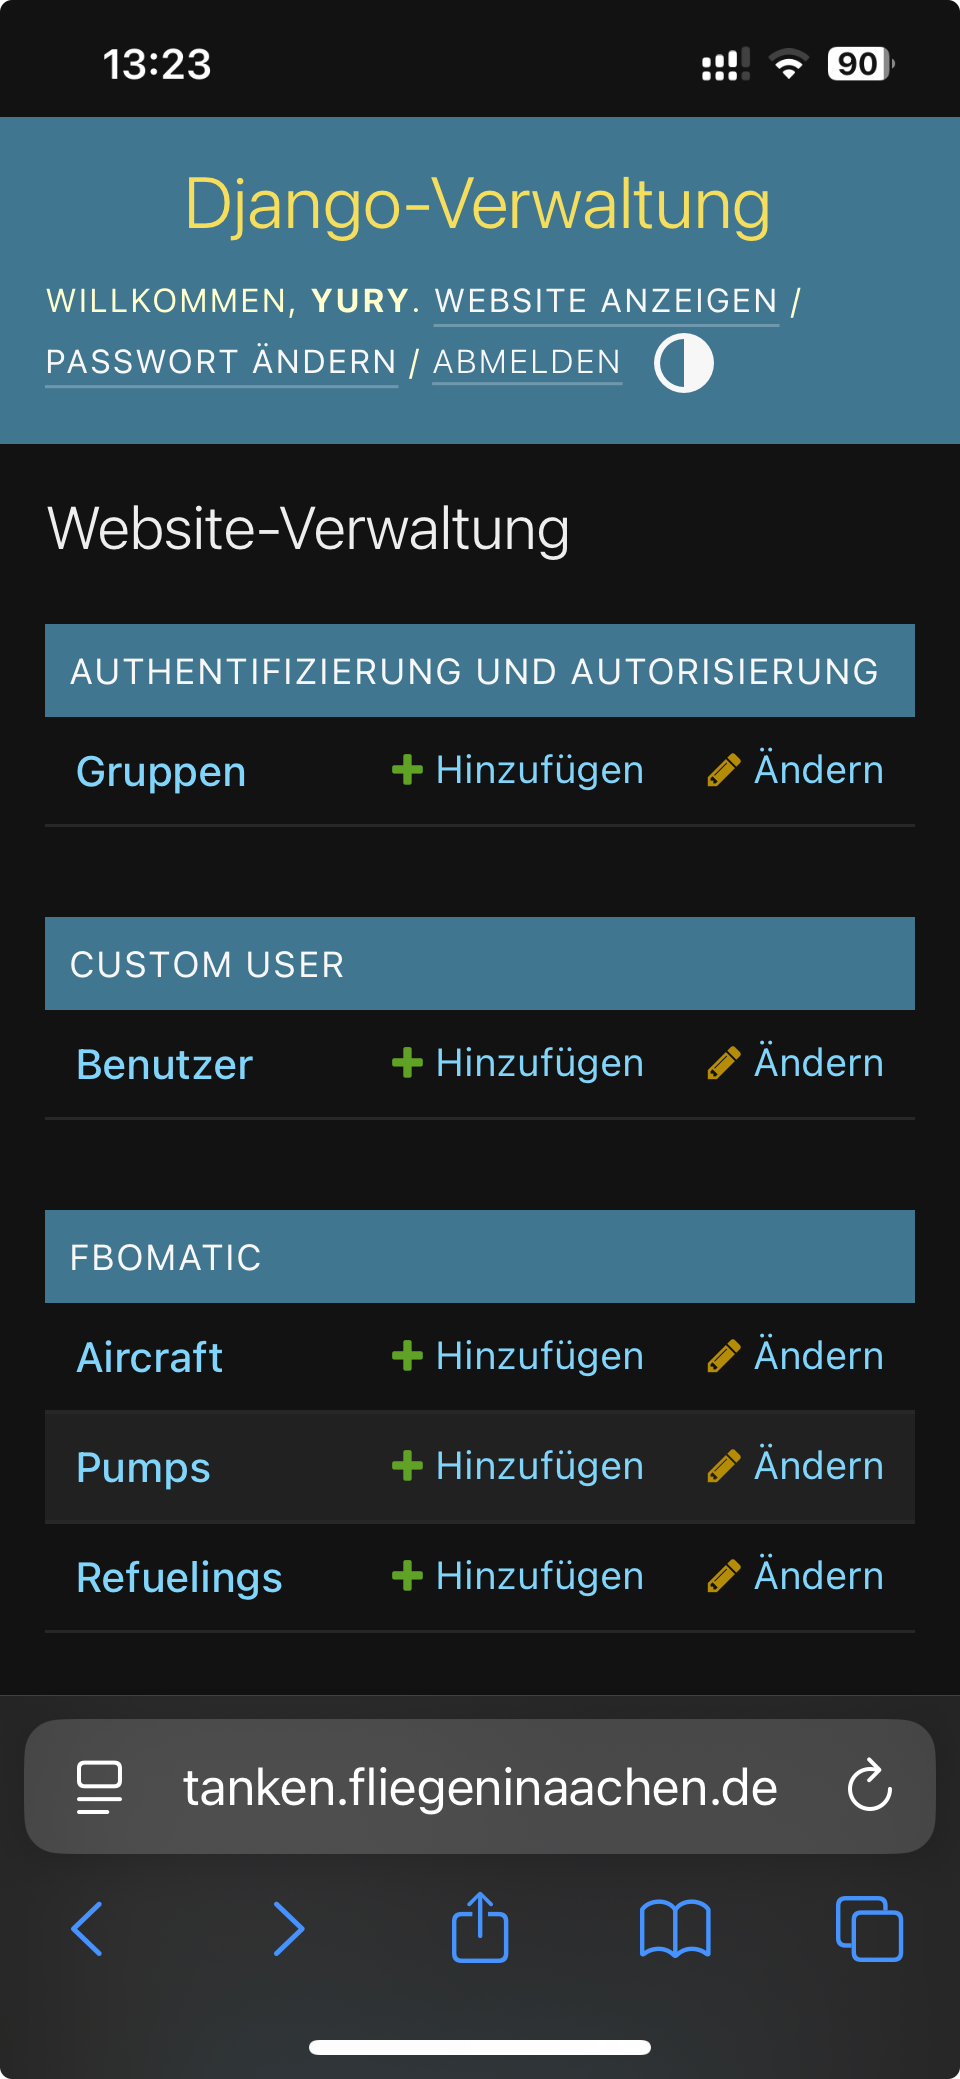 13:23
90
Django-Verwaltung
WILLKOMMEN, YURY. WEBSITE ANZEIGEN /
PASSWORT ÄNDERN / ABMELDEN
Website-Verwaltung
AUTHENTIFIZIERUNG UND AUTORISIERUNG
Gruppen Hinzufügen Ändern
CUSTOM USER
Benutzer Hinzufügen Ändern
FBOMATIC
Aircraft Hinzufügen Ändern
Pumps Hinzufügen Ändern
Refuelings Hinzufügen Ändern
tanken.fliegeninaachen.de